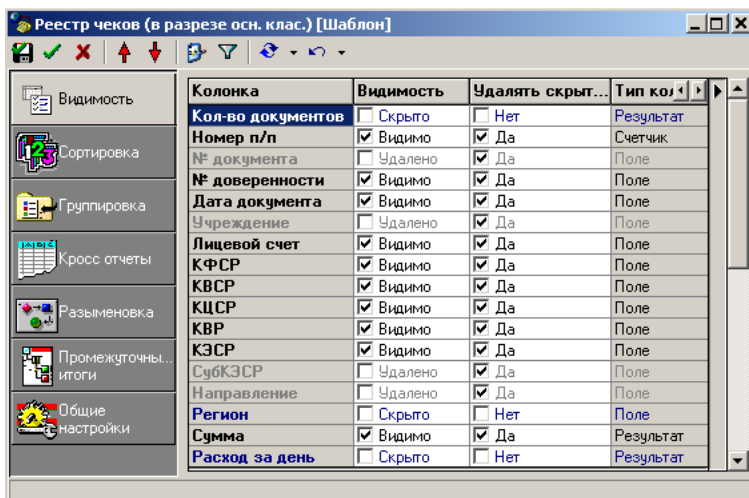 Реестр чеков (в разрезе осн. клас.) [Шаблон]
Видимость
Сортировка
Группировка
Кросс отчеты
Разыменовка
Промежуточны...
итоги
Общие
настройки
Колонка Видимость Удалять скрыт...
Кол-во документов Скрыто Нет Результат
Номер п/п Видимо Да Счетчик
№ документа Удалено Да Поле
№ доверенности Видимо Да Поле
Дата документа Видимо Да Поле
Учреждение Удалено Да Поле
Лицевой счет Видимо Да Поле
КФСР Видимо Да Поле
КВСР Видимо Да Поле
КЦСР Видимо Да Поле
КВР Видимо Да Поле
КЭСР Видимо Да Поле
СубКЭСР Удалено Да Поле
Направление Удалено Да Поле
Регион Скрыто Нет Поле
Сумма Видимо Да Результат
Расход за день Скрыто Нет Результат